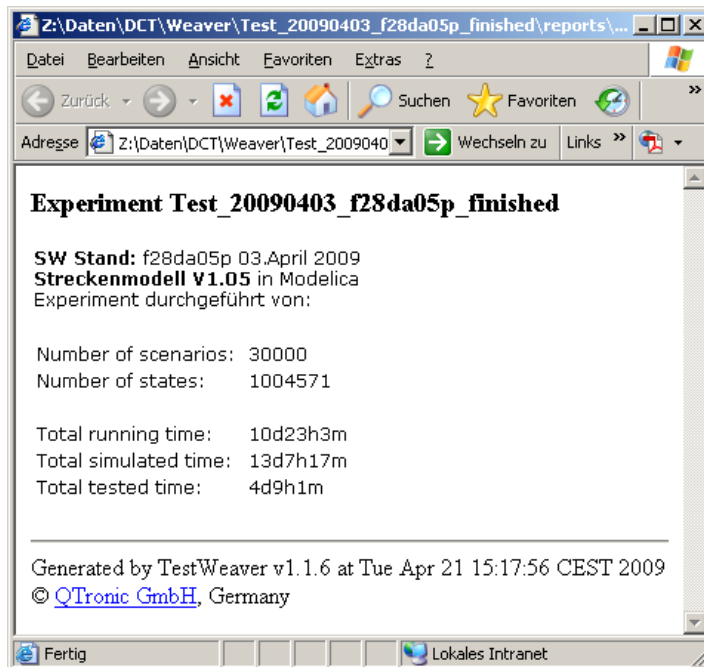 Z:\Daten\DCT\Weaver\Test_20090403_f28da05p_finished\reports\...
Datei Bearbeiten Ansicht Favoriten Extras ?
Zurück Suchen Favoriten »
Adresse Z:\Daten\DCT\Weaver\Test_2009040 Wechseln zu Links »
Experiment Test_20090403_f28da05p_finished
SW Stand: f28da05p 03.April 2009
Streckenmodell V1.05 in Modelica
Experiment durchgeführt von:
Number of scenarios: 30000
Number of states: 1004571
Total running time: 10d23h3m
Total simulated time: 13d7h17m
Total tested time: 4d9h1m
Generated by TestWeaver v1.1.6 at Tue Apr 21 15:17:56 CEST 2009
© QTronic GmbH, Germany
Fertig Lokales Intranet